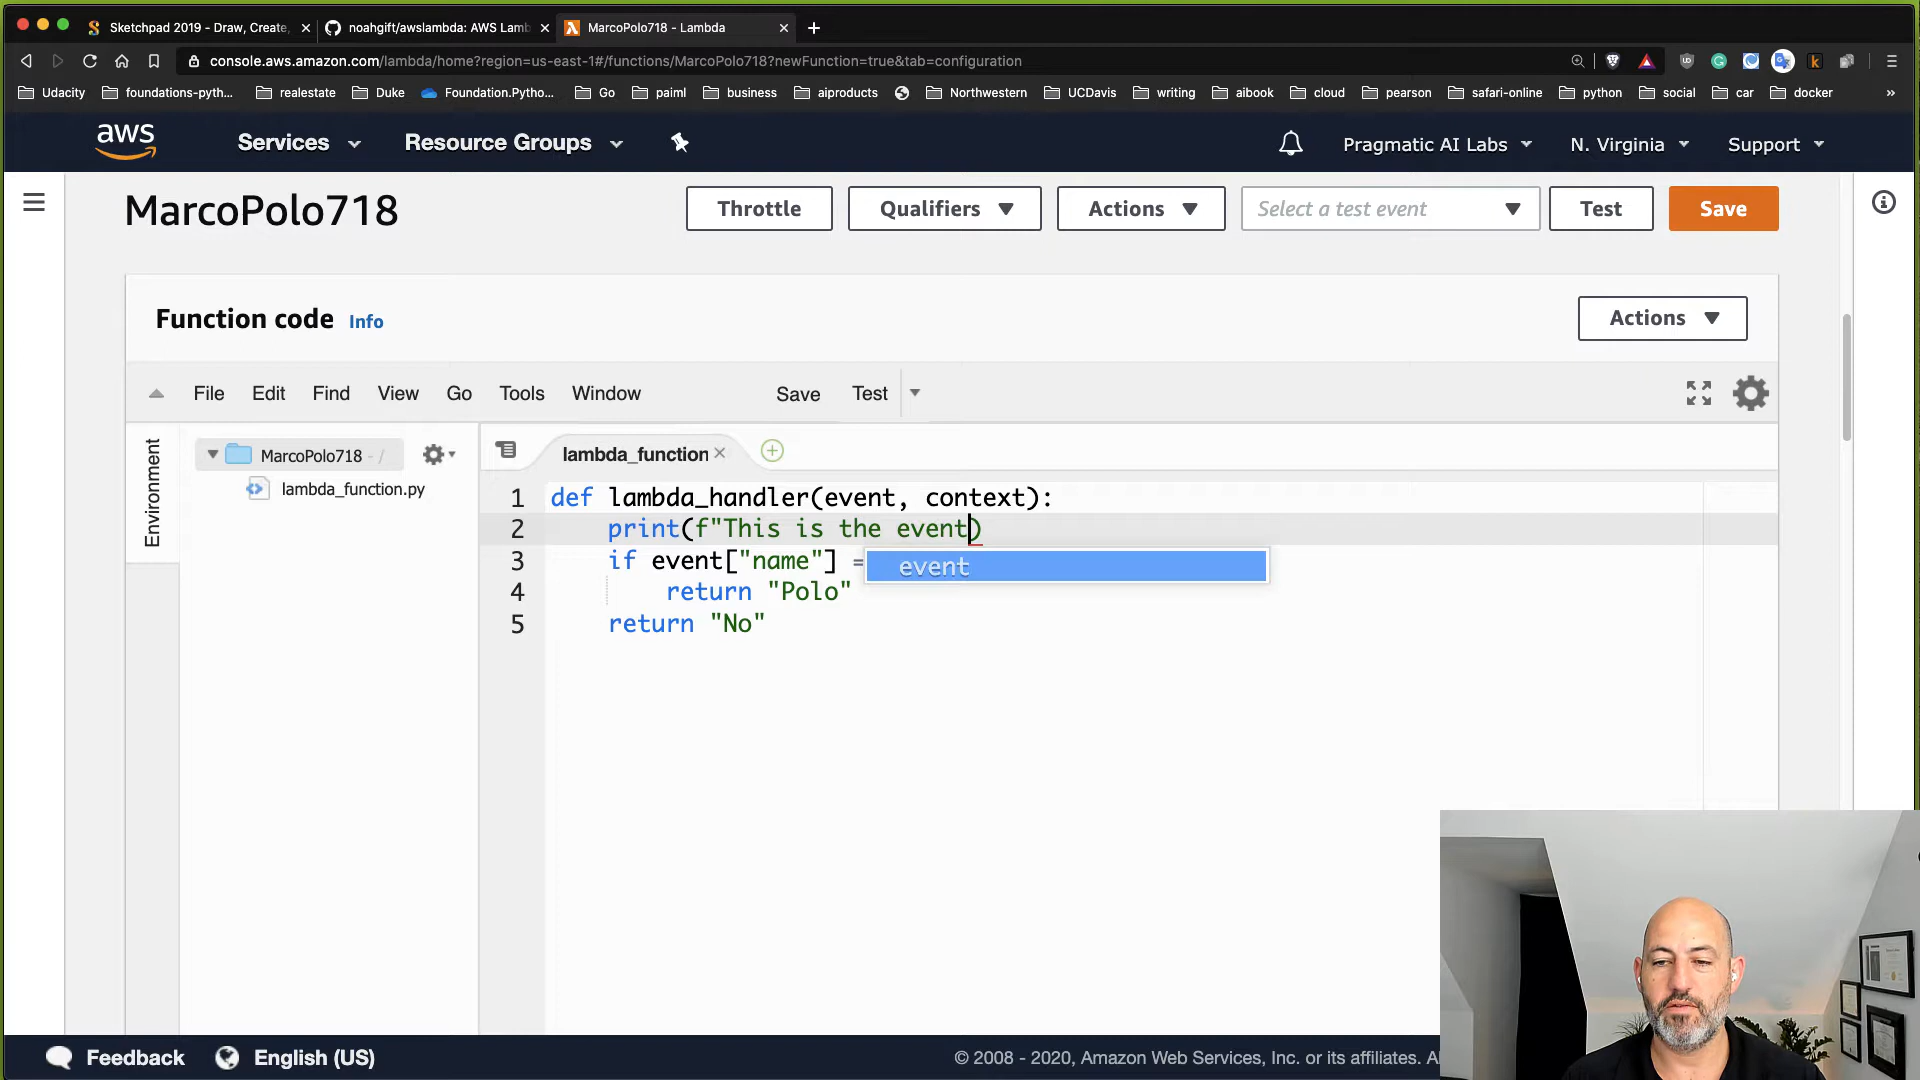 Sketchpad 2019 - Draw, Create,
noahgift/awslambda: AWS Lamb
MarcoPolo718 - Lambda
console.aws.amazon.com/lambda/home?region=us-east-1#/functions/MarcoPolo718?newFunction=true&tab=configuration
Udacity foundations-pyth... realestate Duke Foundation.Pytho... Go paiml business aiproducts Northwestern UCDavis writing aibook cloud pearson safari-online python social car docker »
aws Services Resource Groups Pragmatic AI Labs N. Virginia Support
MarcoPolo718 Throttle Qualifiers Actions Select a test event Test Save
Function code Info Actions
File Edit Find View Go Tools Window Save Test
Environment
MarcoPolo718 - /
lambda_function.py
lambda_function
1 def lambda_handler(event, context):
2 print(f"This is the event)
3 if event["name"] =
event
4 return "Polo"
5 return "No"
Feedback English (US) © 2008 - 2020, Amazon Web Services, Inc. or its affiliates.